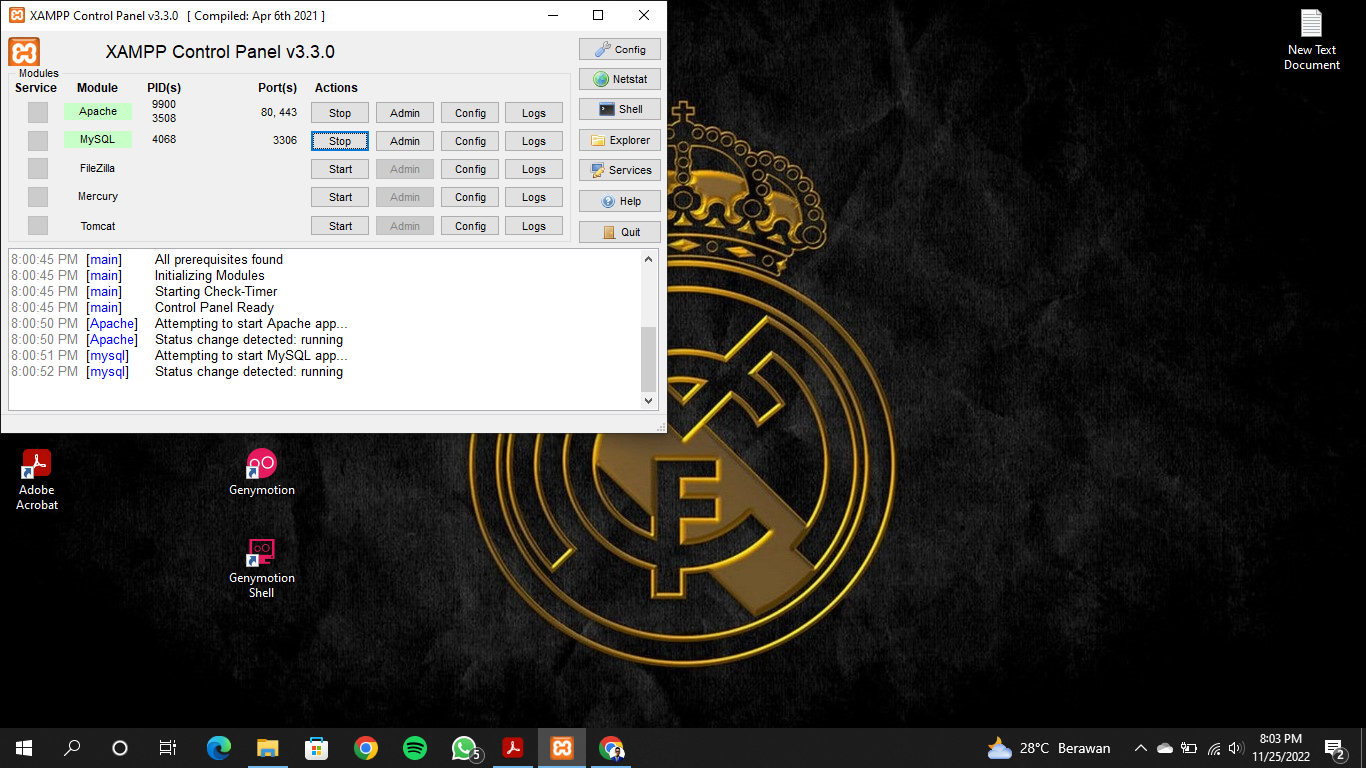 XAMPP Control Panel v3.3.0 [ Compiled: Apr 6th 2021 ]
XAMPP Control Panel v3.3.0
Config
Modules
Netstat
Service Module PID(s) Port(s) Actions
Apache 9900 3508 80, 443 Stop Admin Config Logs
Shell
MySQL 4068 3306 Stop Admin Config Logs
Explorer
FileZilla Start Admin Config Logs
Services
Mercury Start Admin Config Logs
Help
Tomcat Start Admin Config Logs
Quit
8:00:45 PM [main] All prerequisites found
8:00:45 PM [main] Initializing Modules
8:00:45 PM [main] Starting Check-Timer
8:00:45 PM [main] Control Panel Ready
8:00:50 PM [Apache] Attempting to start Apache app...
8:00:50 PM [Apache] Status change detected: running
8:00:51 PM [mysql] Attempting to start MySQL app...
8:00:52 PM [mysql] Status change detected: running
New Text
Document
Adobe
Acrobat
Genymotion
Genymotion
Shell
5
28°C Berawan
8:03 PM
11/25/2022
2